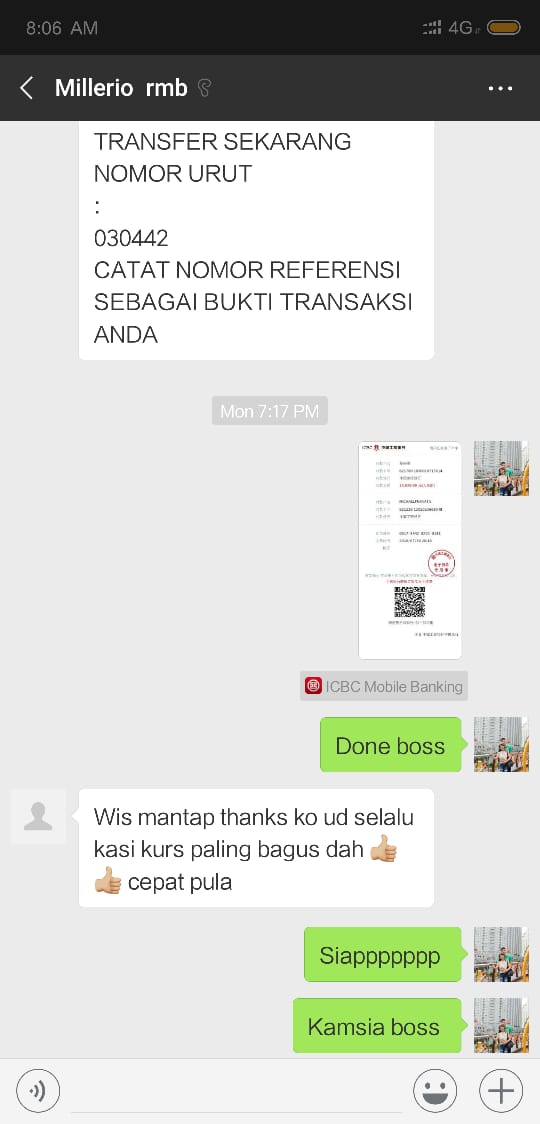 8:06 AM
4G
Millerio rmb
TRANSFER SEKARANG
NOMOR URUT
:
030442
CATAT NOMOR REFERENSI
SEBAGAI BUKTI TRANSAKSI
ANDA
Mon 7:17 PM
ICBC
ICBC Mobile Banking
Done boss
Wis mantap thanks ko ud selalu
kasi kurs paling bagus dah 👍🏼
👍🏼 cepat pula
Siappppppp
Kamsia boss